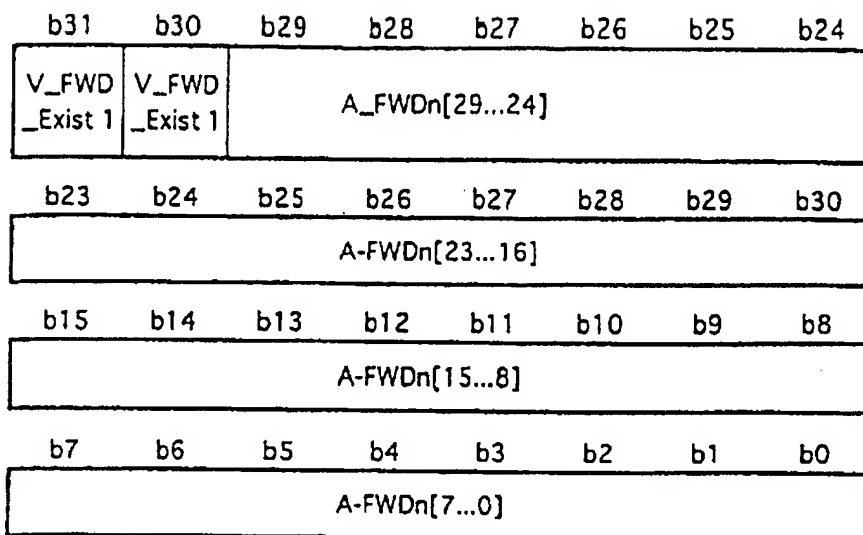 b31 b30 b29 b28 b27 b26 b25 b24
V_FWD V_FWD
_Exist 1 _Exist 1
A_FWDn[29...24]
b23 b24 b25 b26 b27 b28 b29 b30
A-FWDn[23...16]
b15 b14 b13 b12 b11 b10 b9 b8
A-FWDn[15...8]
b7 b6 b5 b4 b3 b2 b1 b0
A-FWDn[7...0]